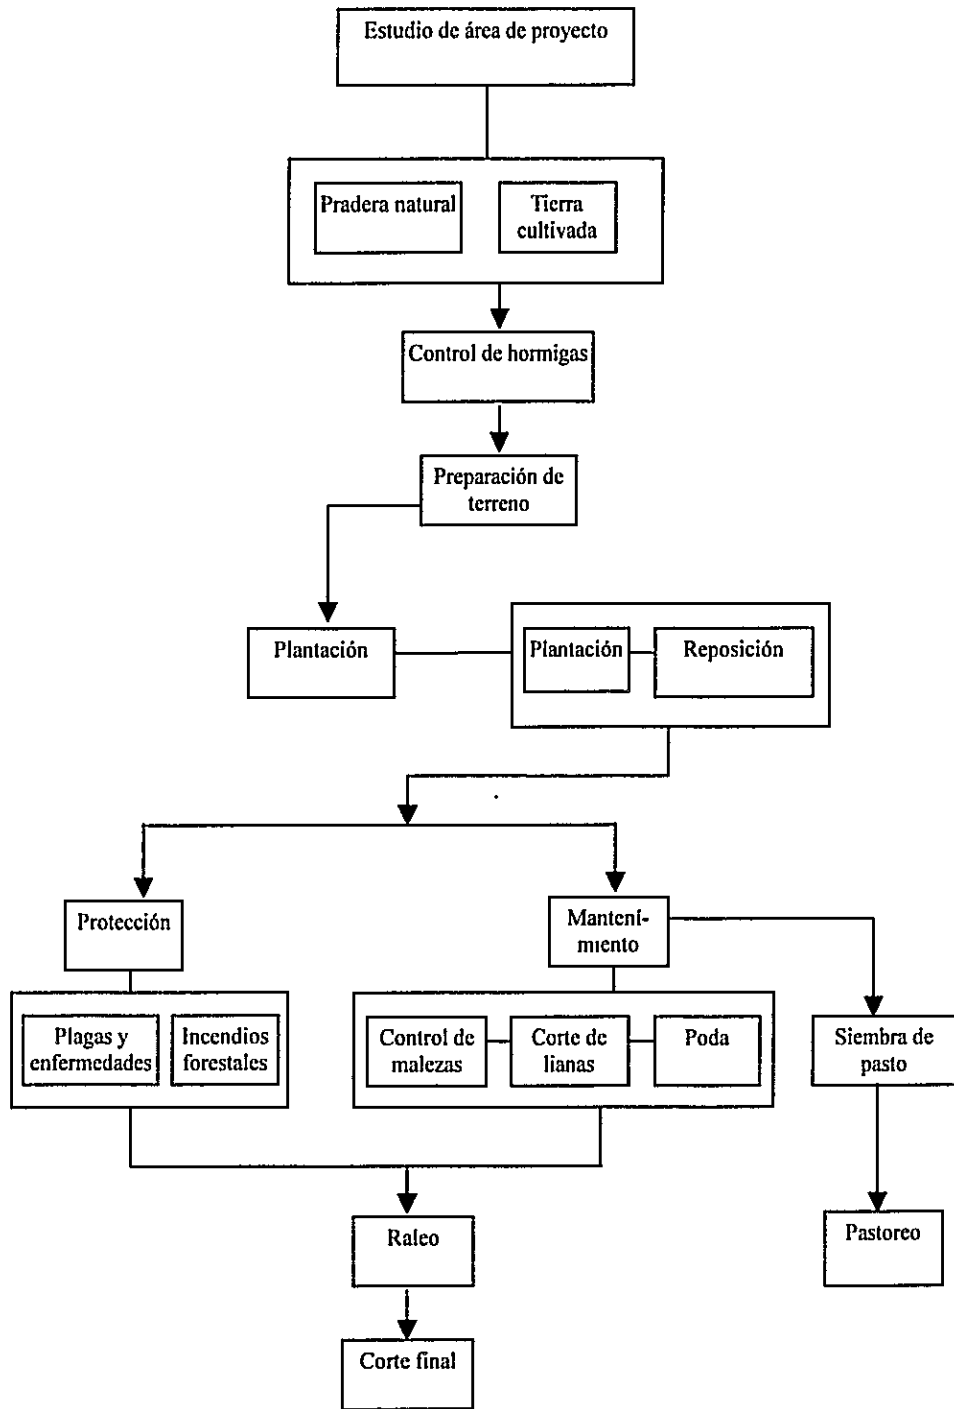 Estudio de área de proyecto
Pradera natural
Tierra
cultivada
Control de hormigas
Preparación de
terreno
Plantación
Plantación
Reposición
Protección
Mantení-
miento
Plagas y
enfermedades
Incendios
forestales
Control de
malezas
Corte de
lianas
Poda
Siembra de
pasto
Raleo
Pastoreo
Corte final